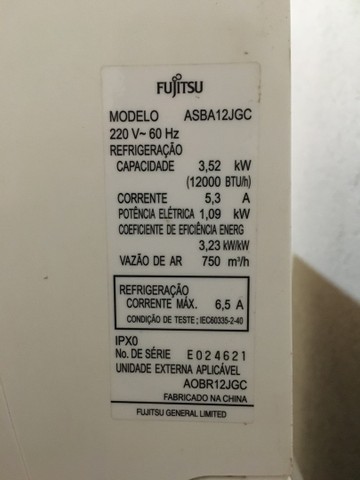 FUJITSU
MODELO ASBA12JGC
220 V~ 60 Hz
REFRIGERAÇÃO
CAPACIDADE 3,52 kW
(12000 BTU/h)
CORRENTE 5,3 A
POTÊNCIA ELÉTRICA 1,09 kW
COEFICIENTE DE EFICIÊNCIA ENERG
3,23 kW/kW
VAZÃO DE AR 750 m³/h
REFRIGERAÇÃO
CORRENTE MÁX. 6,5 A
CONDIÇÃO DE TESTE ; IEC60335-2-40
IPX0
No. DE SÉRIE E024621
UNIDADE EXTERNA APLICÁVEL
AOBR12JGC
FABRICADO NA CHINA
FUJITSU GENERAL LIMITED